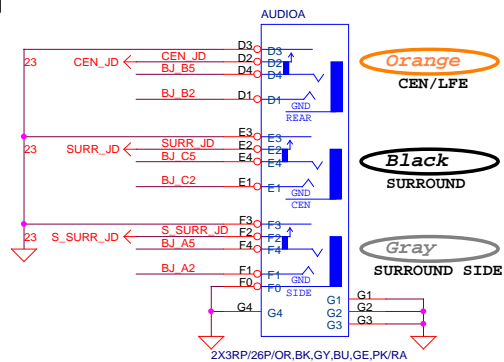 AUDIOA
D3 D3
23 CEN_JD CEN_JD D2 D2
BJ_B5 D4 D4
Orange
CEN/LFE
BJ_B2 D1 D1
GND
REAR
E3 E3
23 SURR_JD SURR_JD E2 E2
BJ_C5 E4 E4
Black
SURROUND
BJ_C2 E1 E1
GND
CEN
F3 F3
23 S_SURR_JD S_SURR_JD F2 F2
BJ_A5 F4 F4
Gray
SURROUND SIDE
BJ_A2 F1 F1
GND
F0 F0
SIDE
G1 G1
G4 G4 G2 G2
G3 G3
2X3RP/26P/OR,BK,GY,BU,GE,PK/RA